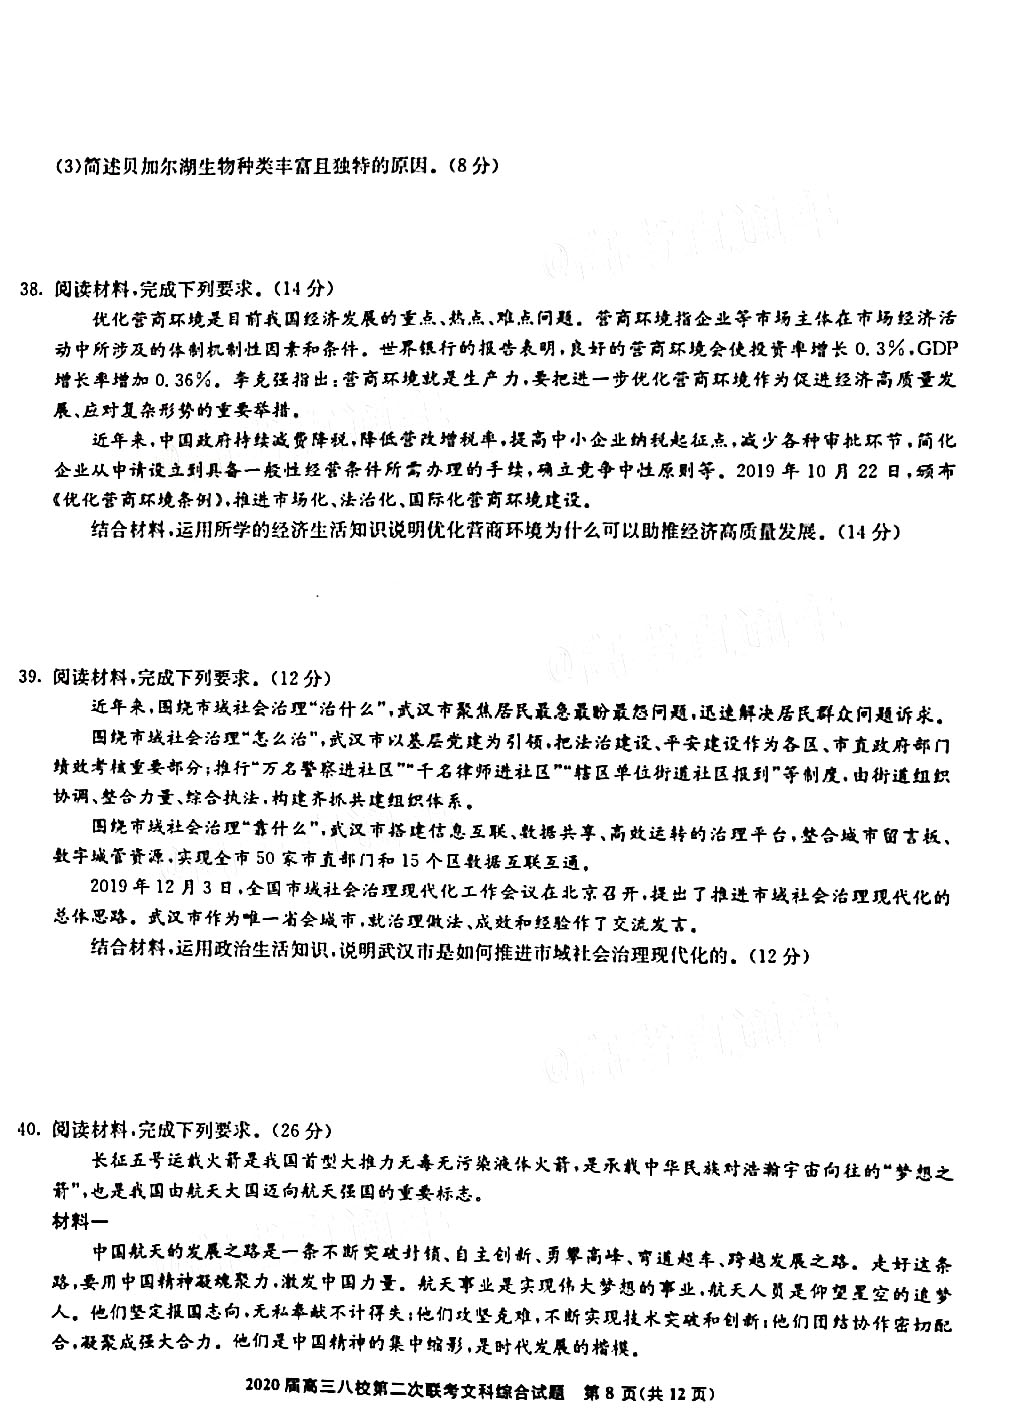 (3)简述贝加尔湖生物种类丰富且独特的原因。(8分)
38. 阅读材料,完成下列要求。(14分)
优化营商环境是目前我国经济发展的重点、热点、难点问题。营商环境指企业等市场主体在市场经济活
动中所涉及的体制机制性因素和条件。世界银行的报告表明,良好的营商环境会使投资率增长0.3%,GDP
增长率增加0.36%。李克强指出:营商环境就是生产力,要把进一步优化营商环境作为促进经济高质量发
展、应对复杂形势的重要举措。
近年来,中国政府持续减费降税,降低营改增税率,提高中小企业纳税起征点,减少各种审批环节,简化
企业从申请设立到具备一般性经营条件所需办理的手续,确立竞争中性原则等。2019年10月22日,颁布
《优化营商环境条例》,推进市场化、法治化、国际化营商环境建设。
结合材料,运用所学的经济生活知识说明优化营商环境为什么可以助推经济高质量发展。(14分)
39. 阅读材料,完成下列要求。(12分)
近年来,围绕市域社会治理“治什么”,武汉市聚焦居民最急最盼最怨问题,迅速解决居民群众问题诉求。
围绕市域社会治理“怎么治”,武汉市以基层党建为引领,把法治建设、平安建设作为各区、市直政府部门
绩效考核重要部分;推行“万名警察进社区”“千名律师进社区”“辖区单位街道社区报到”等制度,由街道组织
协调、整合力量、综合执法,构建齐抓共建组织体系。
围绕市域社会治理“靠什么”,武汉市搭建信息互联、数据共享、高效运转的治理平台,整合城市留言板、
数字城管资源,实现全市50家市直部门和15个区数据互联互通。
2019年12月3日,全国市域社会治理现代化工作会议在北京召开,提出了推进市域社会治理现代化的
总体思路。武汉市作为唯一省会城市,就治理做法、成效和经验作了交流发言。
结合材料,运用政治生活知识,说明武汉市是如何推进市域社会治理现代化的。(12分)
40. 阅读材料,完成下列要求。(26分)
长征五号运载火箭是我国首型大推力无毒无污染液体火箭,是承载中华民族对浩瀚宇宙向往的“梦想之
箭”,也是我国由航天大国迈向航天强国的重要标志。
材料一
中国航天的发展之路是一条不断突破封锁、自主创新、勇攀高峰、弯道超车、跨越发展之路。走好这条
路,要用中国精神凝魂聚力,激发中国力量。航天事业是实现伟大梦想的事业,航天人员是仰望星空的追梦
人。他们坚定报国志向,无私奉献不计得失;他们攻坚克难,不断实现技术突破和创新;他们团结协作密切配
合,凝聚成强大合力。他们是中国精神的集中缩影,是时代发展的楷模。
2020届高三八校第二次联考文科综合试题 第8页(共12页)